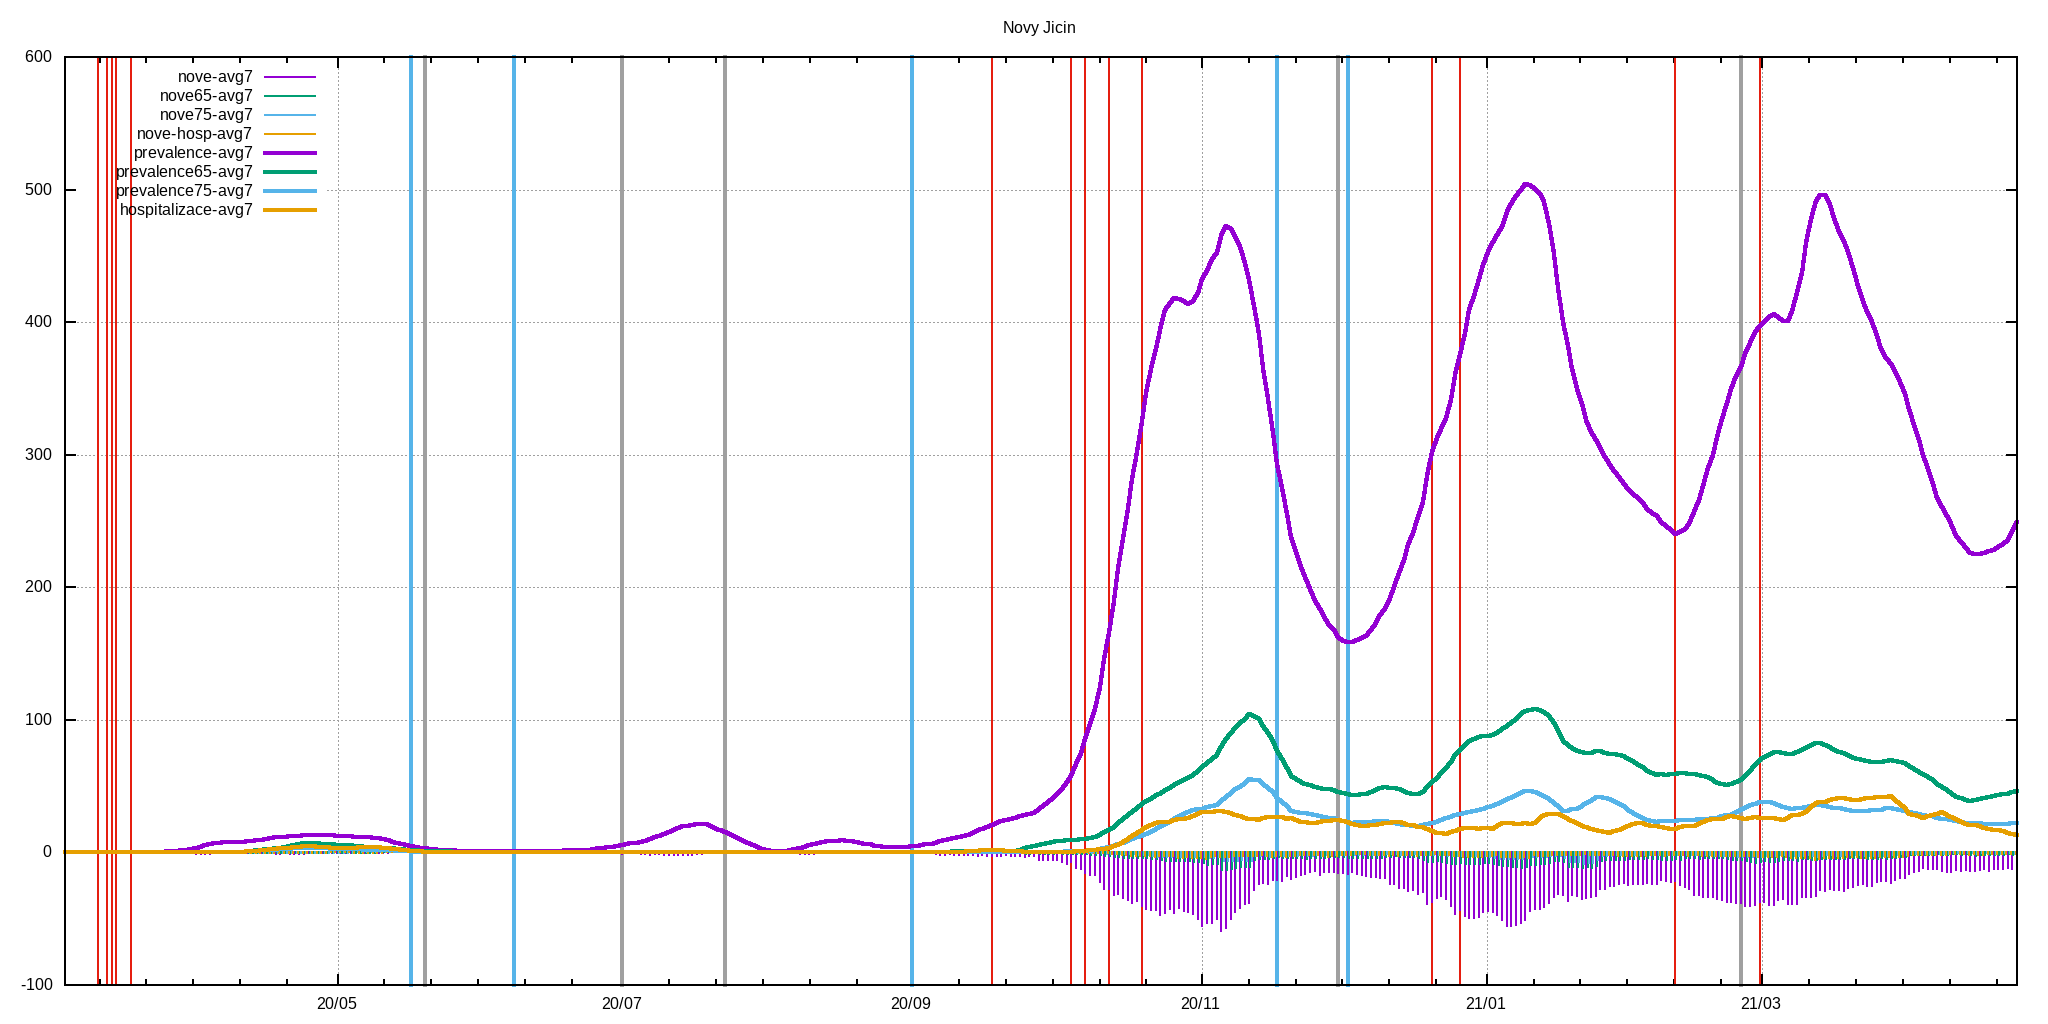 Novy Jicin
600
500
400
300
200
100
0
-100
nove-avg7
nove65-avg7
nove75-avg7
nove-hosp-avg7
prevalence-avg7
prevalence65-avg7
prevalence75-avg7
hospitalizace-avg7
20/05
20/07
20/09
20/11
21/01
21/03